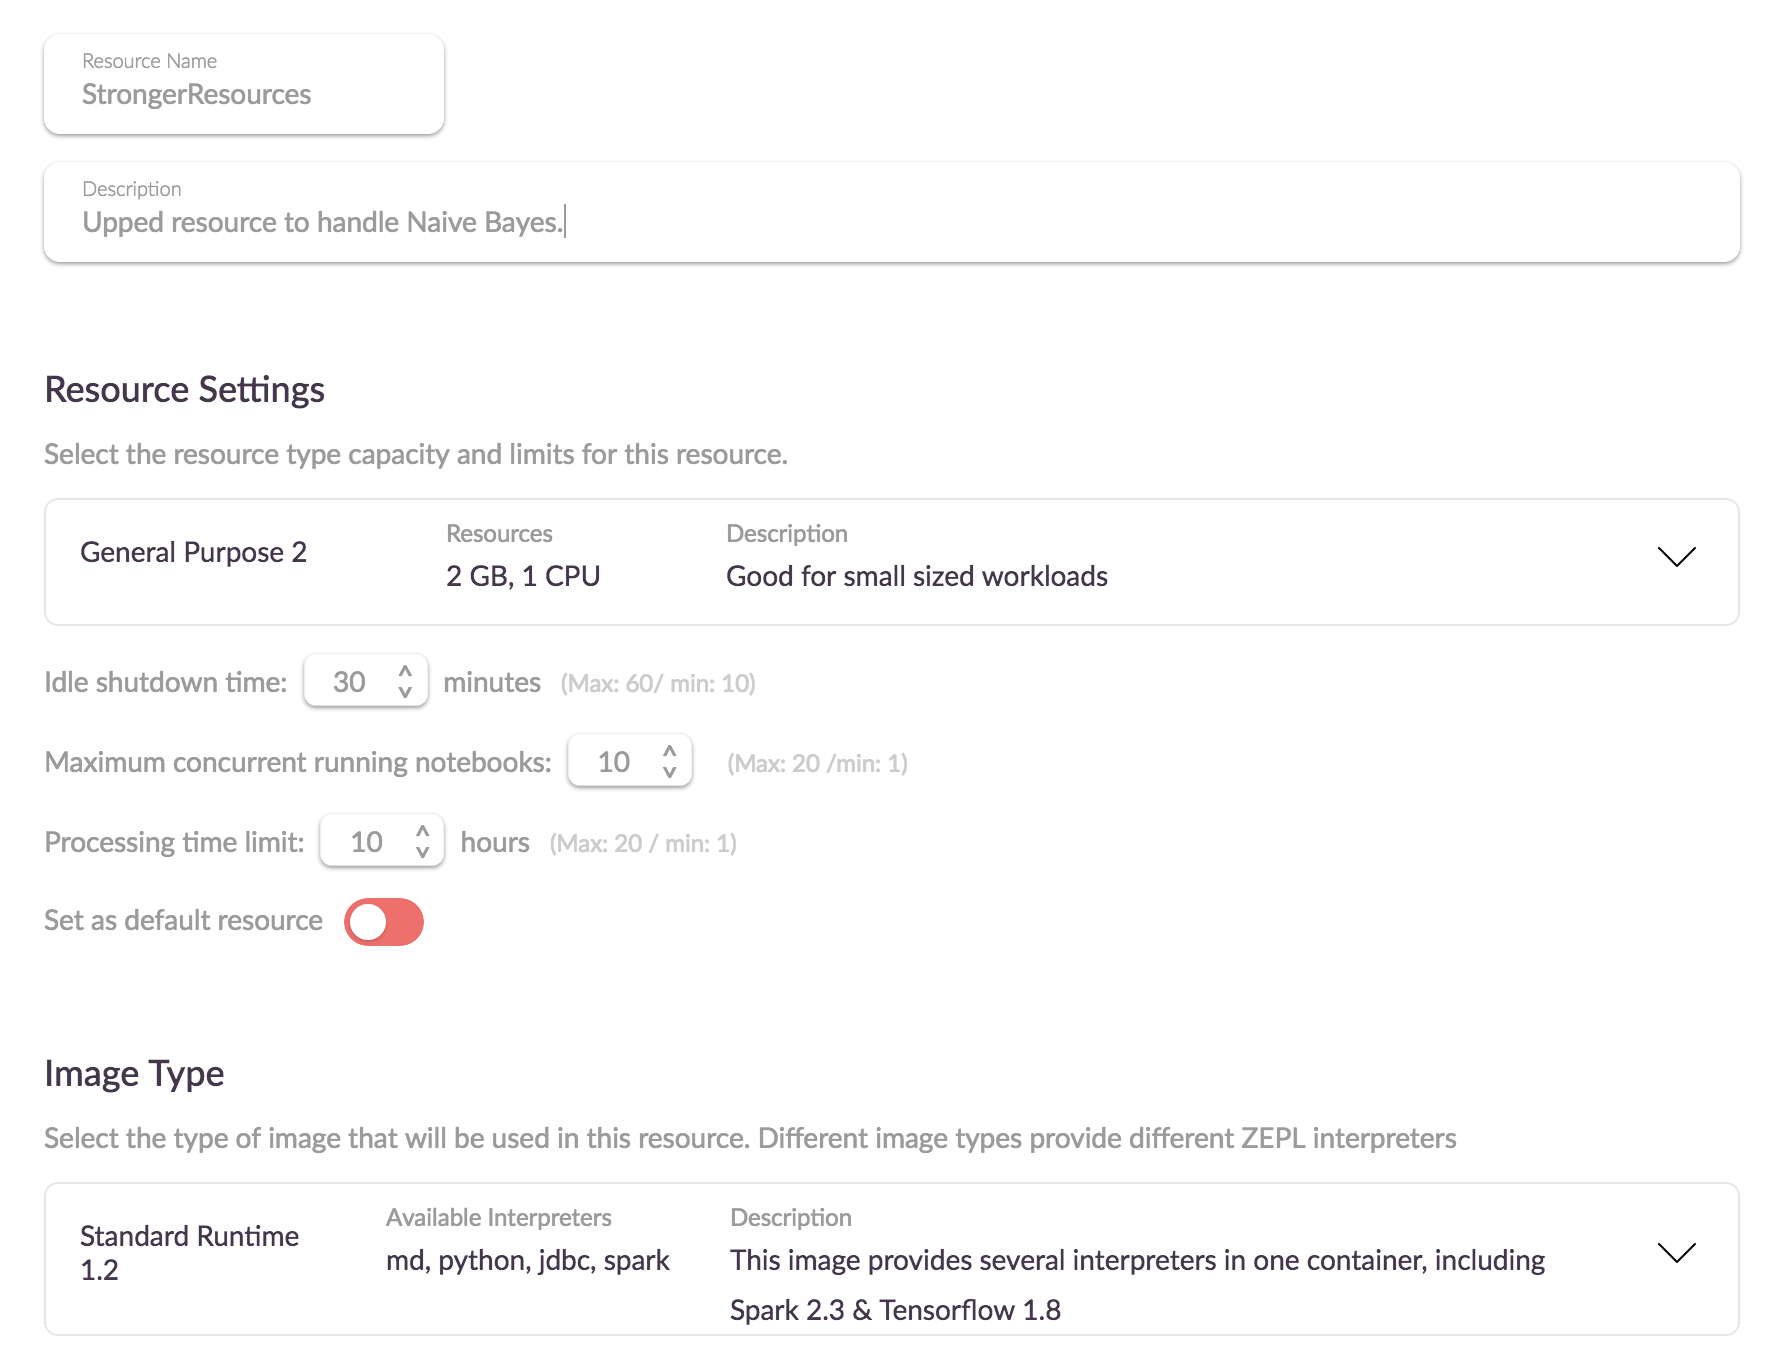 Resource Name
StrongerResources
Description
Upped resource to handle Naive Bayes.
Resource Settings
Select the resource type capacity and limits for this resource.
General Purpose 2
Resources
2 GB, 1 CPU
Description
Good for small sized workloads
Idle shutdown time: 30 minutes (Max: 60/ min: 10)
Maximum concurrent running notebooks: 10 (Max: 20 /min: 1)
Processing time limit: 10 hours (Max: 20 / min: 1)
Set as default resource
Image Type
Select the type of image that will be used in this resource. Different image types provide different ZEPL interpreters
Standard Runtime
1.2
Available Interpreters
md, python, jdbc, spark
Description
This image provides several interpreters in one container, including
Spark 2.3 & Tensorflow 1.8